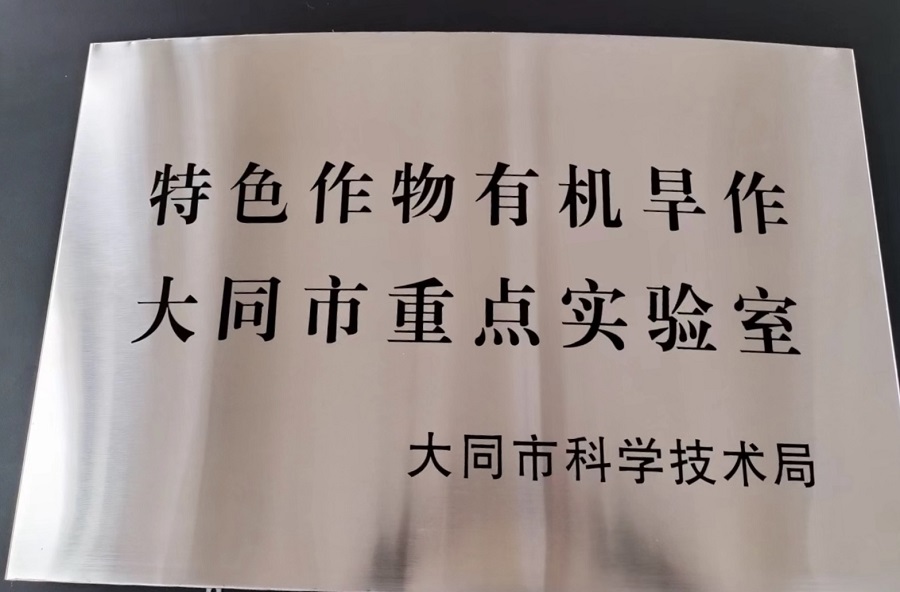 特色作物有机旱作
大同市重点实验室
大同市科学技术局